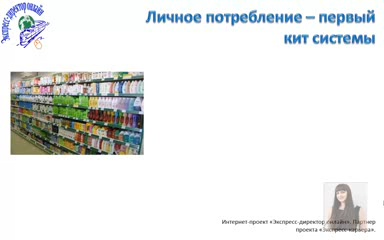 Экспресс-директор онлайн
Личное потребление – первый
кит системы
Интернет-проект «Экспресс-директор онлайн», Партнер
проекта «Экспресс-карьера».